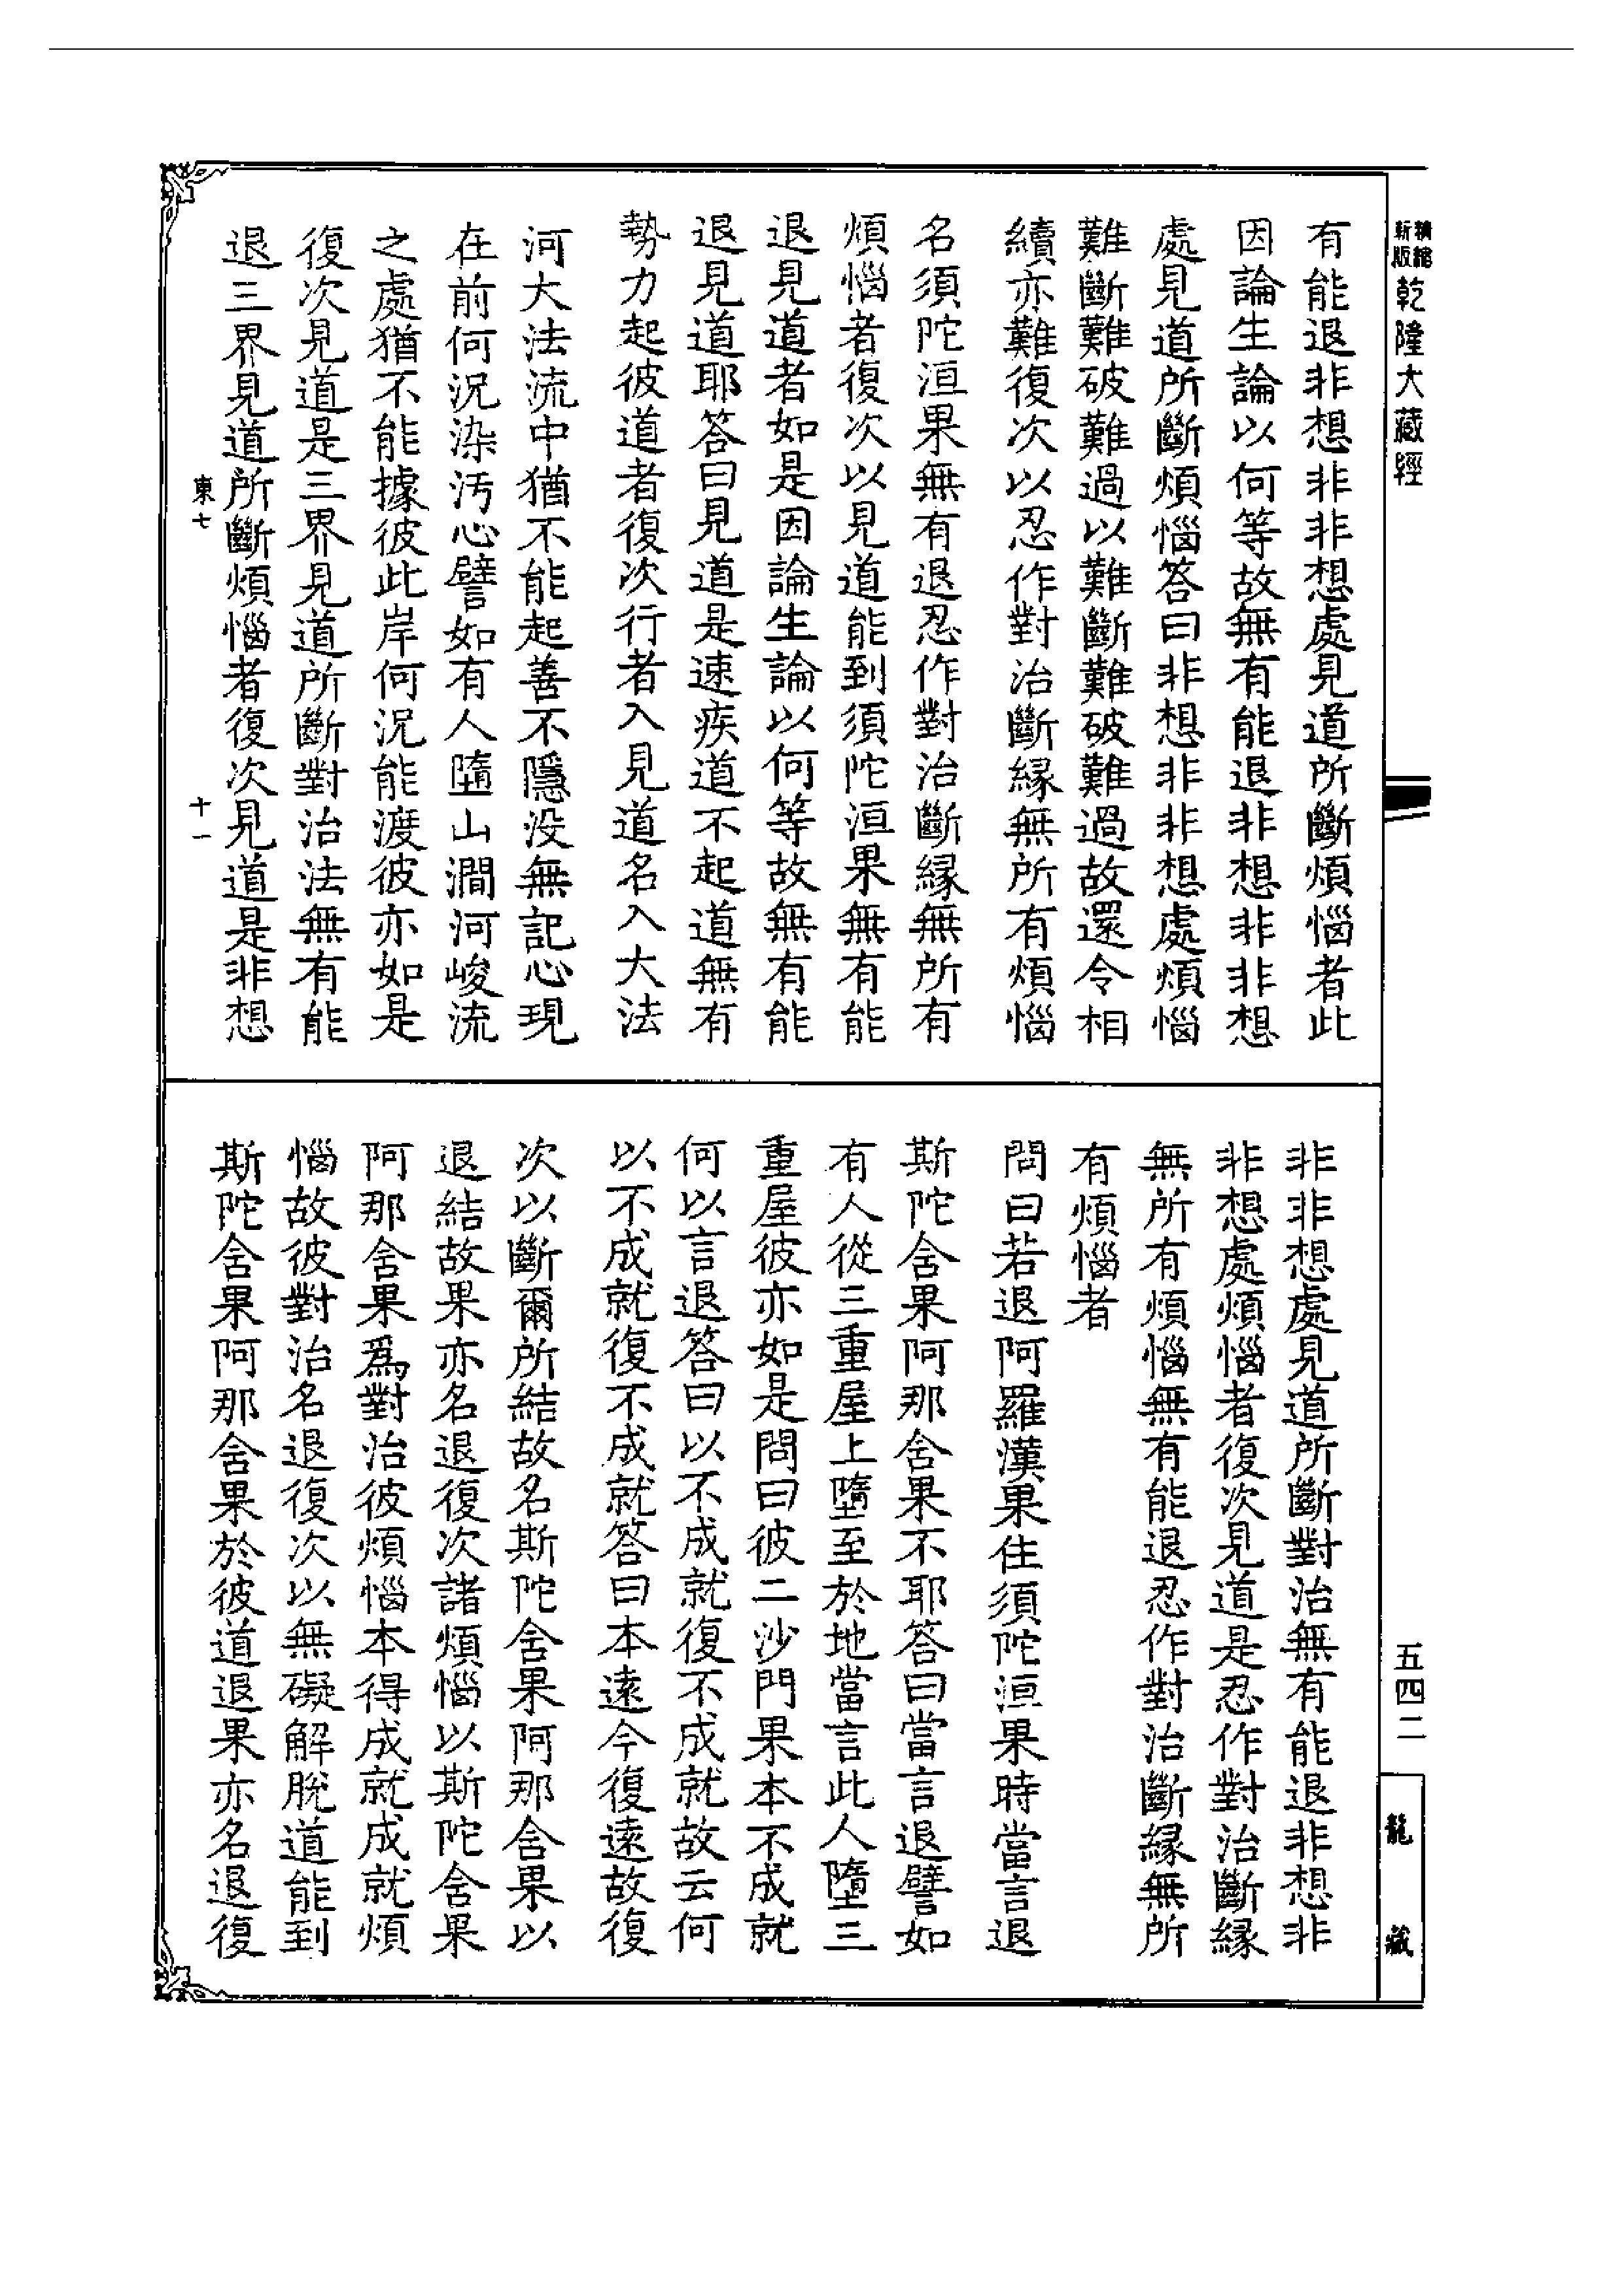 精縮
新版
乾隆大藏經
有能退非想非非想處見道所斷煩惱者此
因論生論以何等故無有能退非想非非想
處見道所斷煩惱答曰非想非非想處煩惱
難斷難破難過以難斷難破難過故還令相
續亦難復次以忍作對治斷緣無所有煩惱
名須陀洹果無有退忍作對治斷緣無所有
煩惱者復次以見道能到須陀洹果無有能
退見道者如是因論生論以何等故無有能
退見道耶答曰見道是速疾道不起道無有
勢力起彼道者復次行者入見道名入大法
河大法流中猶不能起善不隱没無記心現
在前何況染汚心譬如有人墮山澗河峻流
之處猶不能據彼此岸何況能渡彼亦如是
復次見道是三界見道所斷對治法無有能
退三界見道所斷煩惱者復次見道是非想
東七
十一
非非想處見道所斷對治無有能退非想非
非想處煩惱者復次見道是忍作對治斷緣
無所有煩惱無有能退忍作對治斷緣無所
有煩惱者
問曰若退阿羅漢果住須陀洹果時當言退
斯陀含果阿那含果不耶答曰當言退譬如
有人從三重屋上墮至於地當言此人墮三
重屋彼亦如是問曰彼二沙門果本不成就
何以言退答曰以不成就復不成就故云何
以不成就復不成就答曰本遠今復遠故復
次以斷爾所結故名斯陀含果阿那含果以
退結故果亦名退復次諸煩惱以斯陀含果
阿那含果爲對治彼煩惱本得成就成就煩
惱故彼對治名退復次以無礙解脫道能到
斯陀含果阿那含果於彼道退果亦名退復
五四二
龍藏